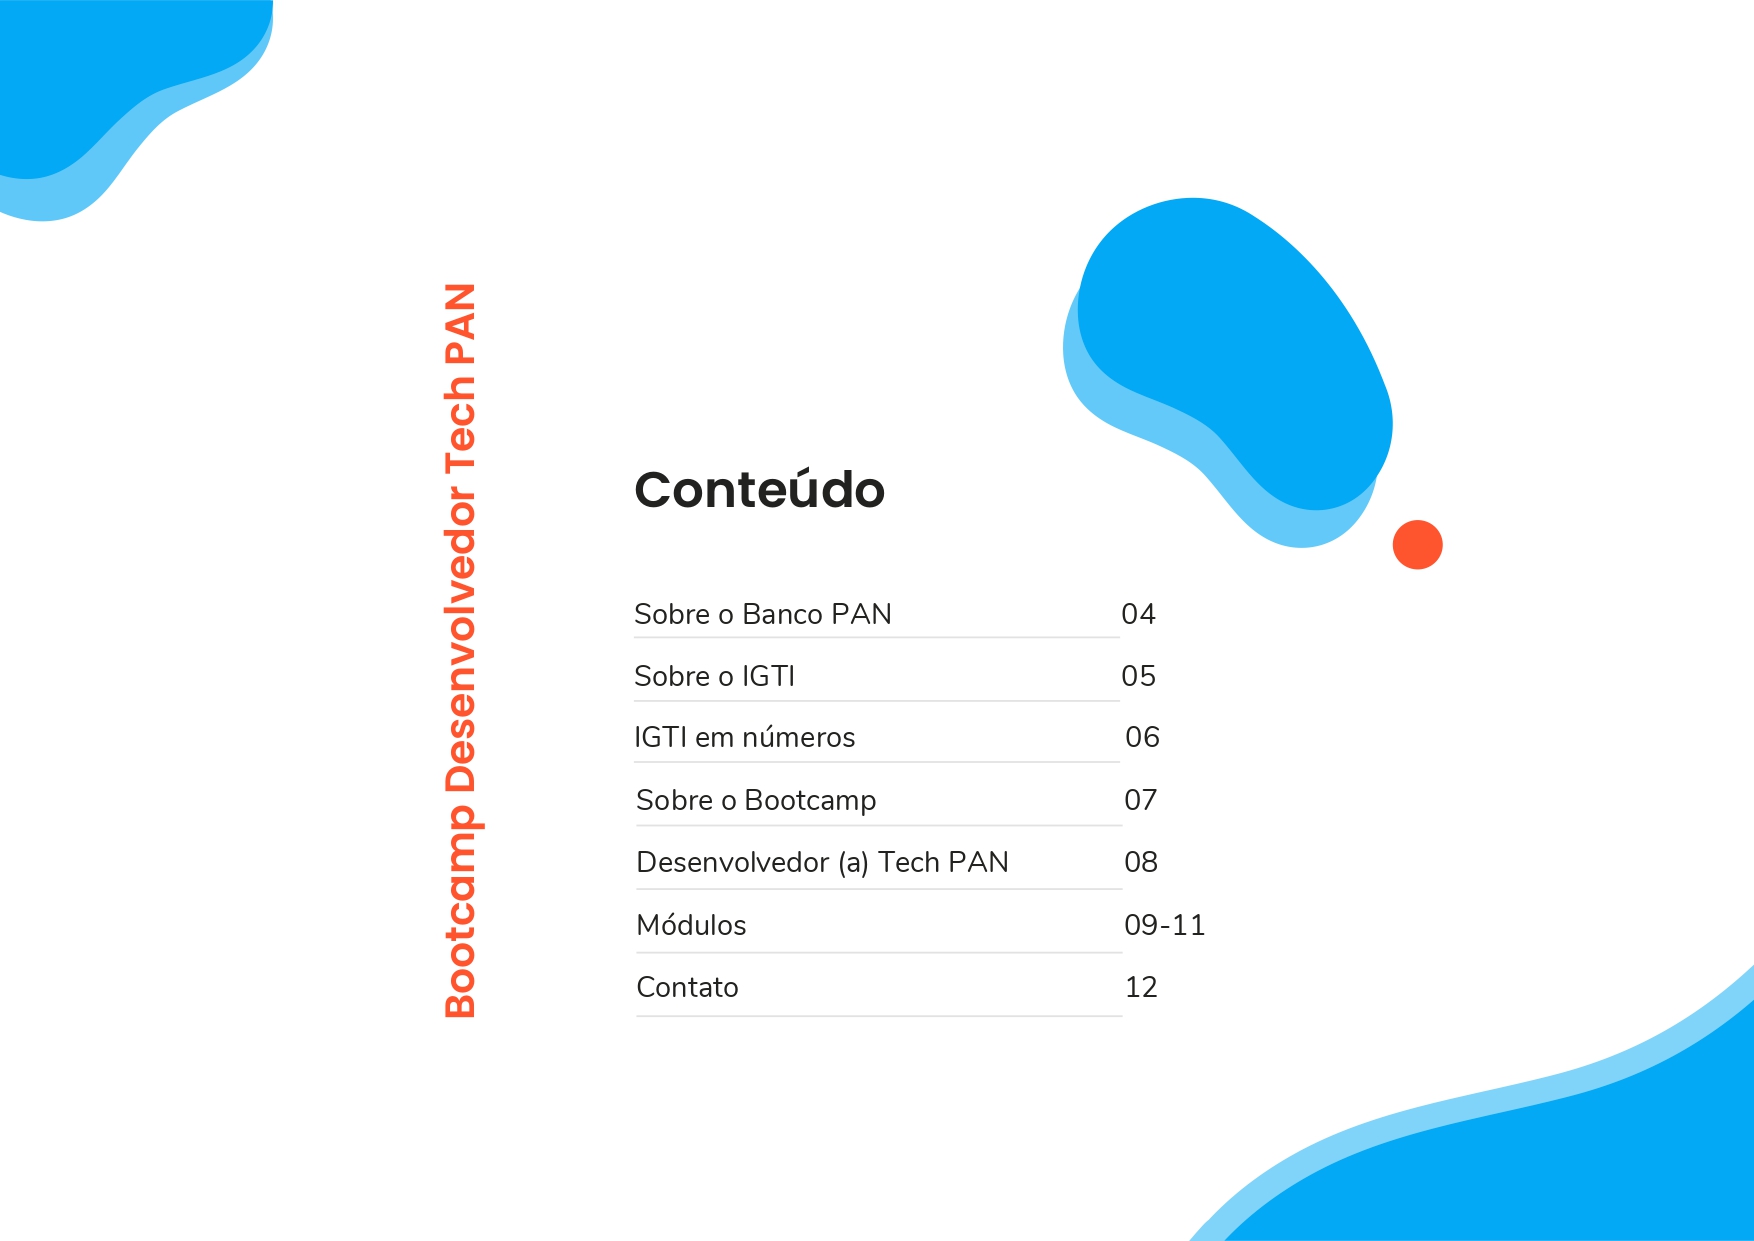 Bootcamp Desenvolvedor Tech PAN
Conteúdo
Sobre o Banco PAN 04
Sobre o IGTI 05
IGTI em números 06
Sobre o Bootcamp 07
Desenvolvedor (a) Tech PAN 08
Módulos 09-11
Contato 12